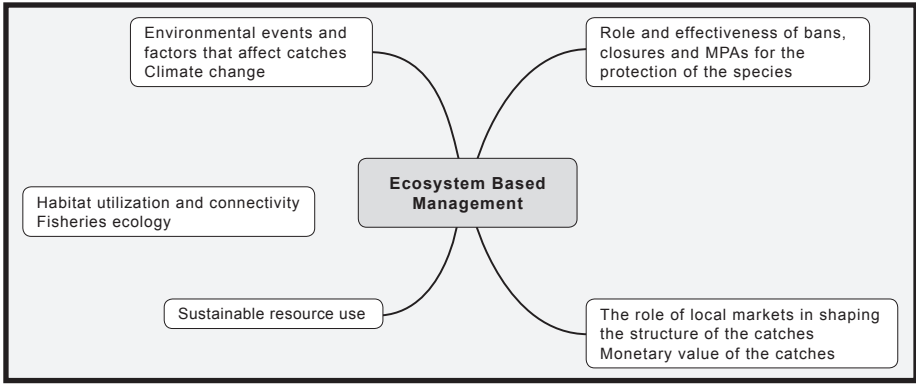 Environmental events and
factors that affect catches
Climate change
Role and effectiveness of bans,
closures and MPAs for the
protection of the species
Ecosystem Based
Management
Habitat utilization and connectivity
Fisheries ecology
Sustainable resource use
The role of local markets in shaping
the structure of the catches
Monetary value of the catches